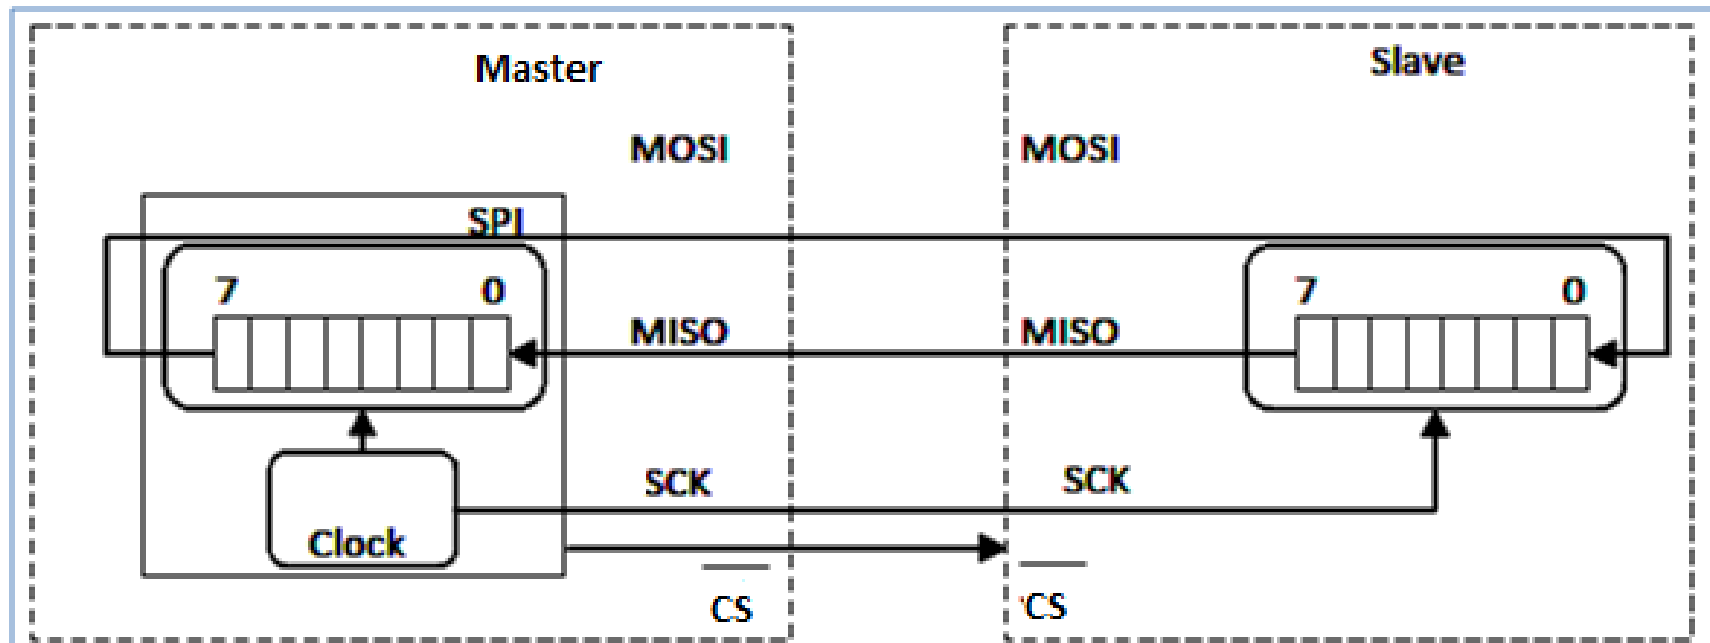 Master Slave
MOSI MOSI
SPI
7 0 7 0
MISO MISO
SCK SCK
Clock
CS CS